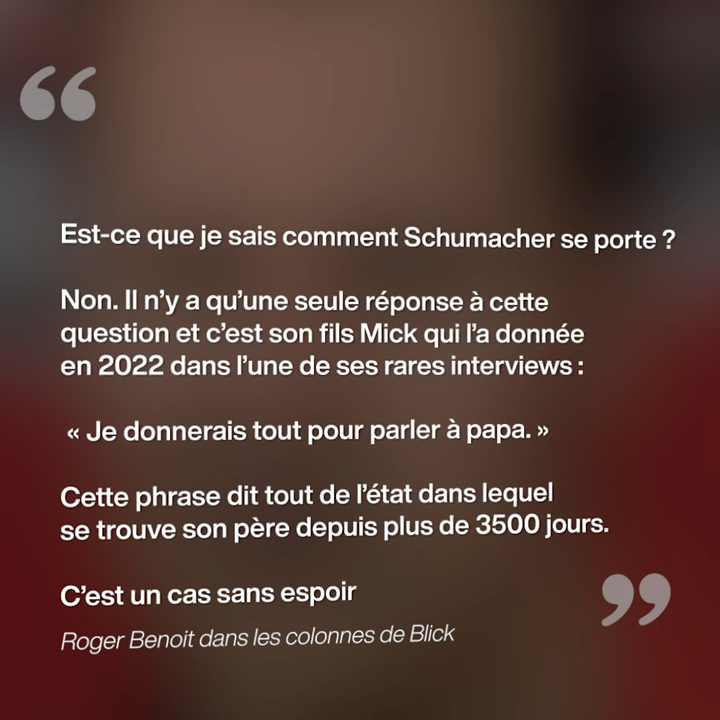 Est-ce que je sais comment Schumacher se porte ?
Non. Il n’y a qu’une seule réponse à cette
question et c’est son fils Mick qui l’a donnée
en 2022 dans l’une de ses rares interviews :
« Je donnerais tout pour parler à papa. »
Cette phrase dit tout de l’état dans lequel
se trouve son père depuis plus de 3500 jours.
C’est un cas sans espoir
Roger Benoit dans les colonnes de Blick